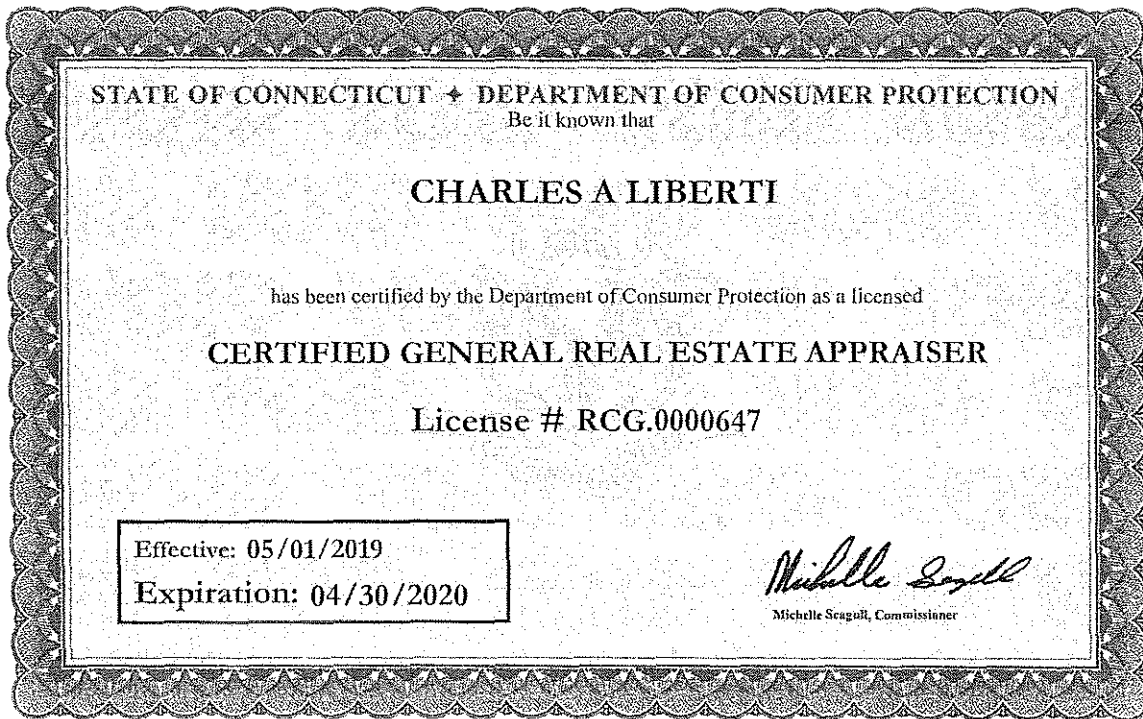 STATE OF CONNECTICUT ✦ DEPARTMENT OF CONSUMER PROTECTION
Be it known that
CHARLES A LIBERTI
has been certified by the Department of Consumer Protection as a licensed
CERTIFIED GENERAL REAL ESTATE APPRAISER
License # RCG.0000647
Effective: 05/01/2019
Expiration: 04/30/2020
Michelle Seagull
Michelle Seagull, Commissioner